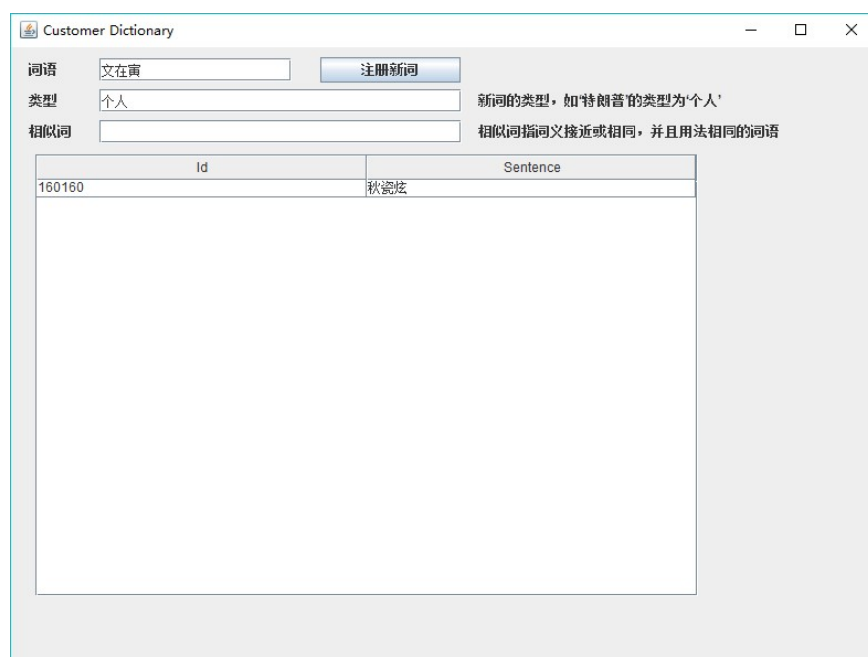 Customer Dictionary
词语 文在寅 注册新词
类型 个人 新词的类型，如‘特朗普’的类型为‘个人’
相似词 相似词指词义接近或相同，并且用法相同的词语
Id Sentence
160160 秋瓷炫